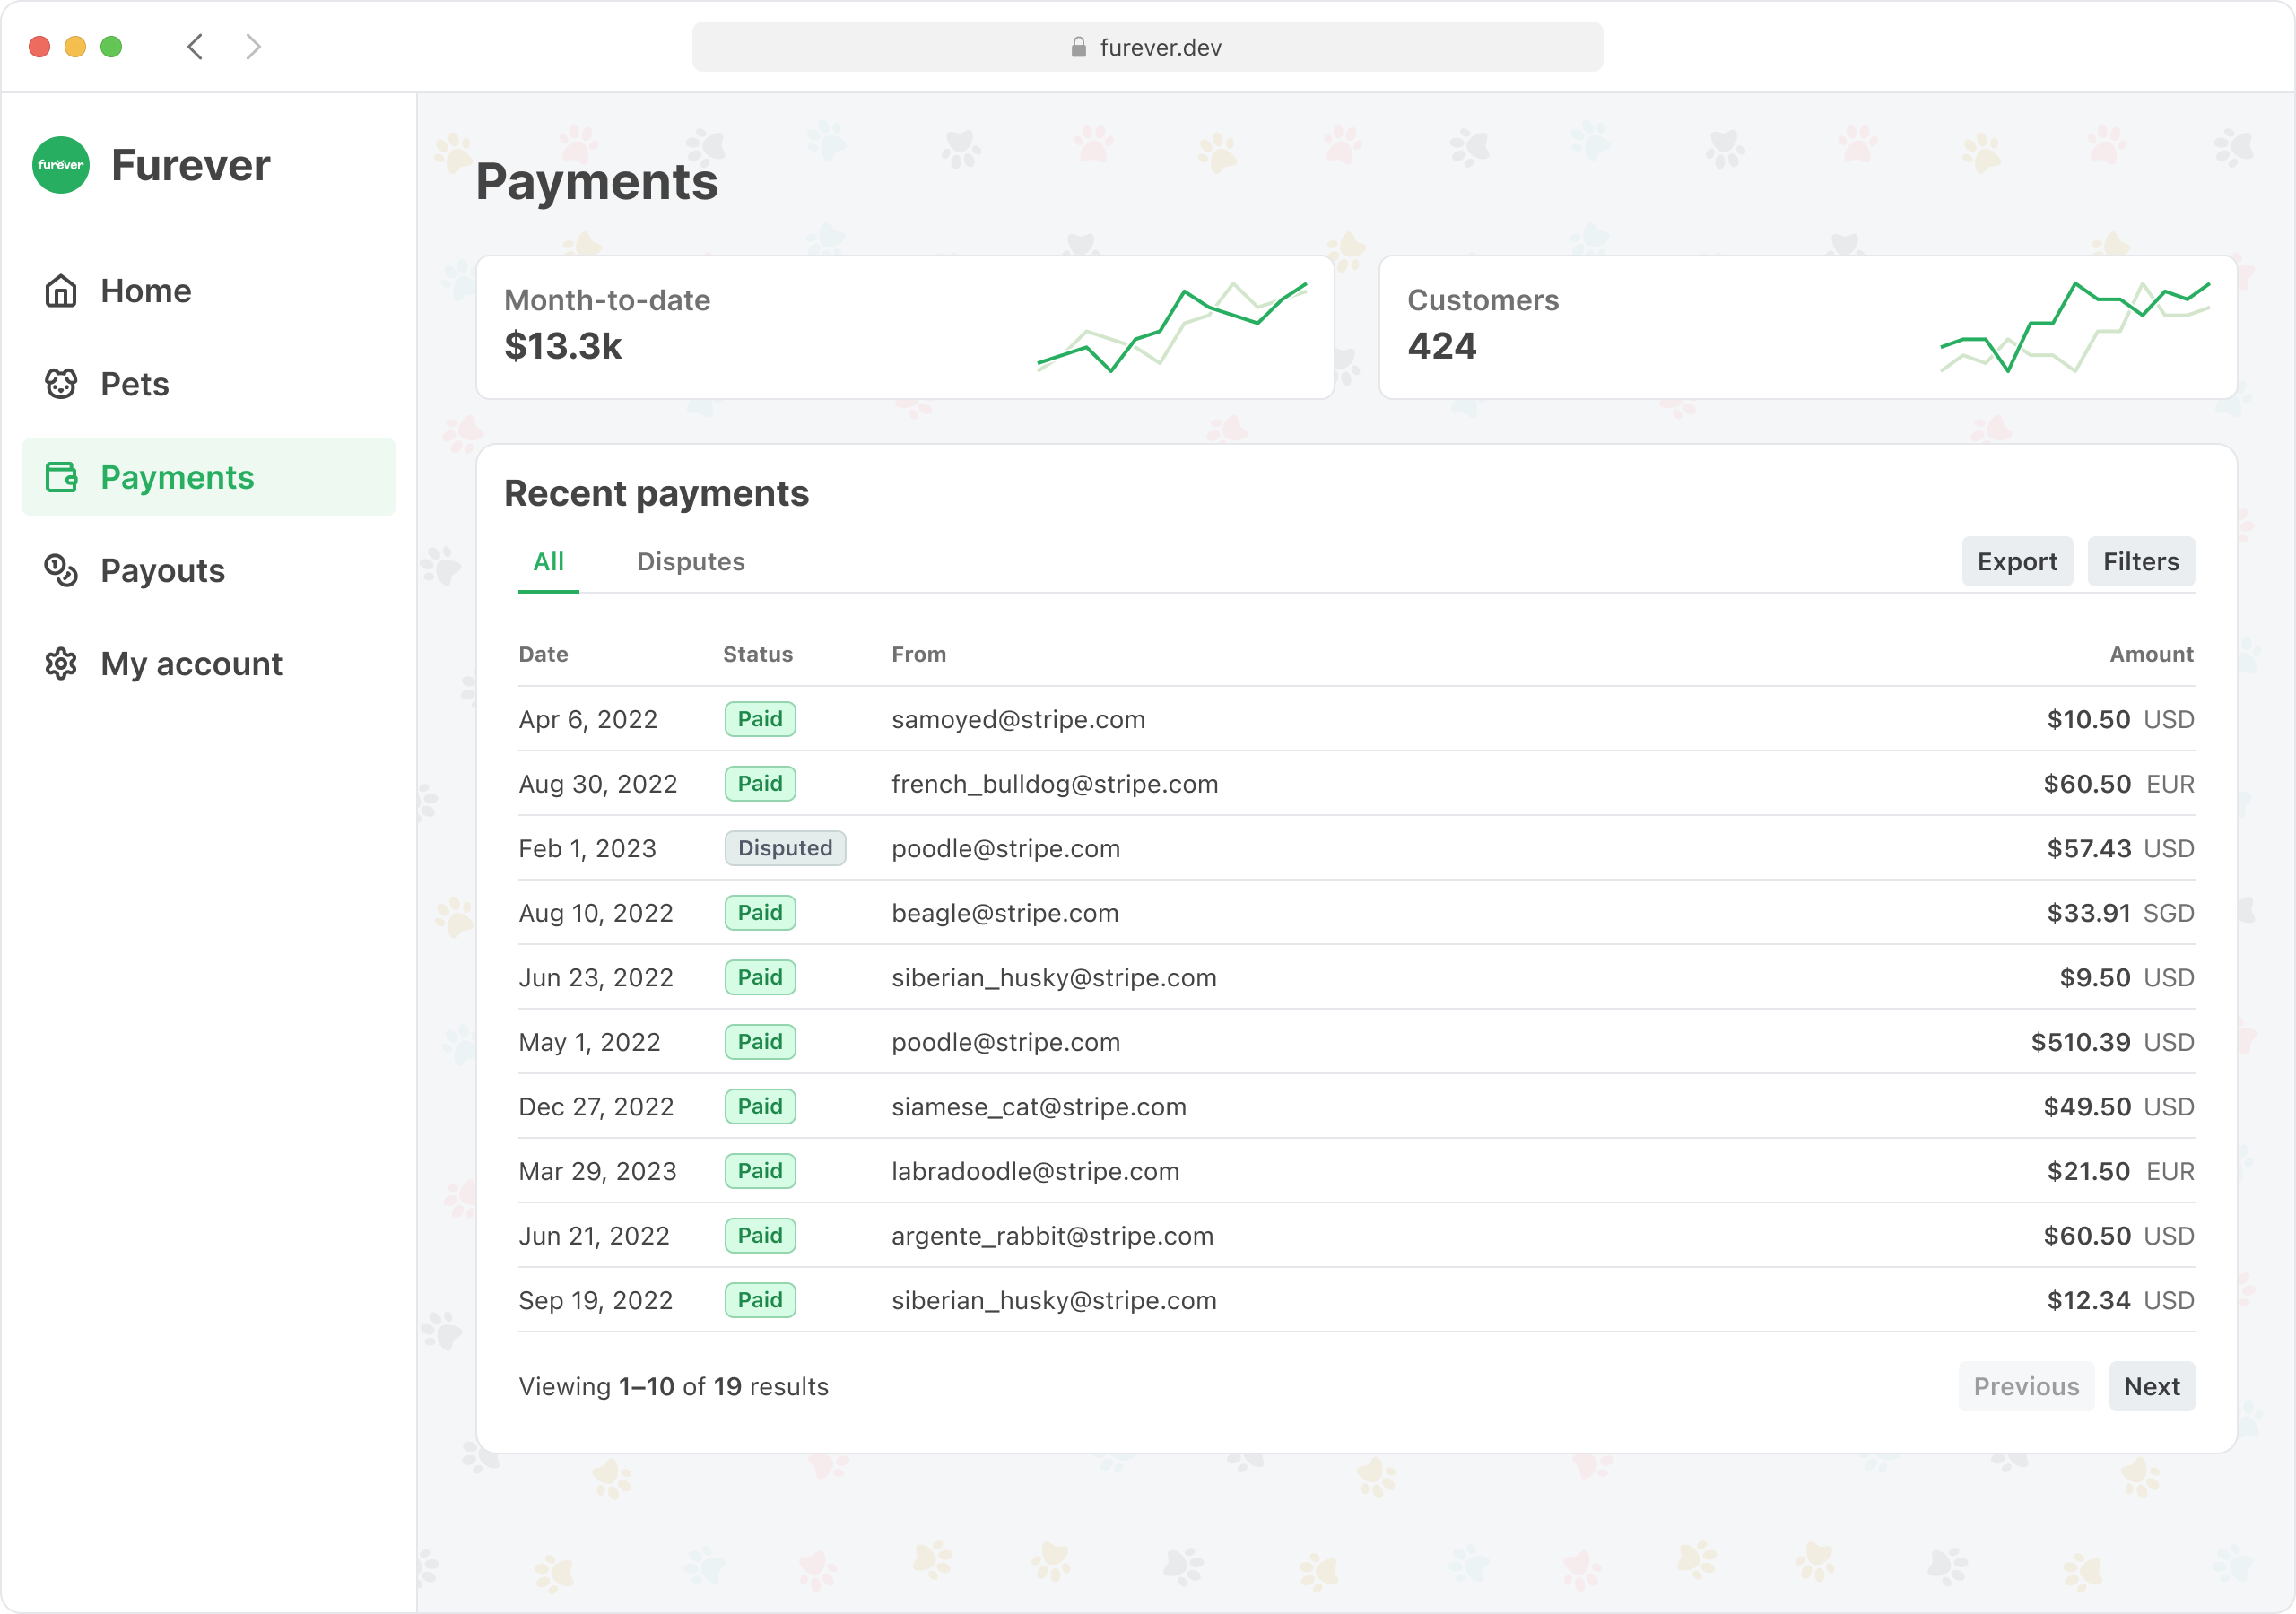 furever.dev
furever
Furever
Home
Pets
Payments
Payouts
My account
Payments
Month-to-date
$13.3k
Customers
424
Recent payments
All Disputes Export Filters
Date Status From Amount
Apr 6, 2022 Paid samoyed@stripe.com $10.50 USD
Aug 30, 2022 Paid french_bulldog@stripe.com $60.50 EUR
Feb 1, 2023 Disputed poodle@stripe.com $57.43 USD
Aug 10, 2022 Paid beagle@stripe.com $33.91 SGD
Jun 23, 2022 Paid siberian_husky@stripe.com $9.50 USD
May 1, 2022 Paid poodle@stripe.com $510.39 USD
Dec 27, 2022 Paid siamese_cat@stripe.com $49.50 USD
Mar 29, 2023 Paid labradoodle@stripe.com $21.50 EUR
Jun 21, 2022 Paid argente_rabbit@stripe.com $60.50 USD
Sep 19, 2022 Paid siberian_husky@stripe.com $12.34 USD
Viewing 1–10 of 19 results Previous Next